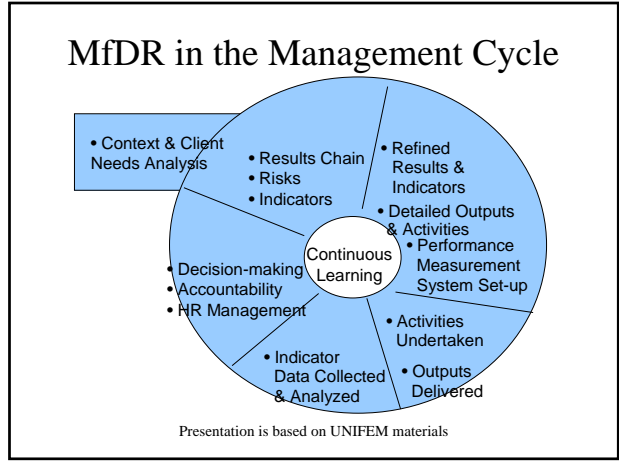 MfDR in the Management Cycle
• Context & Client
Needs Analysis
• Results Chain
• Risks
• Indicators
• Refined
Results &
Indicators
• Detailed Outputs
& Activities
• Performance
Measurement
System Set-up
Continuous
Learning
• Activities
Undertaken
• Outputs
Delivered
• Indicator
Data Collected
& Analyzed
• Decision-making
• Accountability
• HR Management
Presentation is based on UNIFEM materials